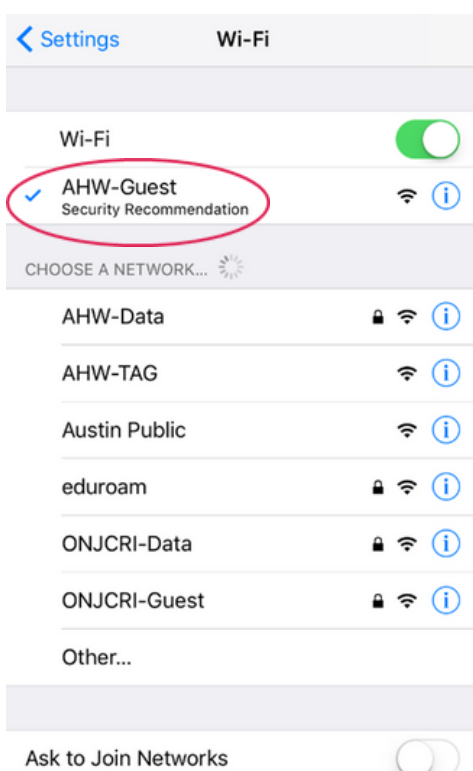 Settings Wi-Fi
Wi-Fi
AHW-Guest
Security Recommendation
CHOOSE A NETWORK...
AHW-Data
AHW-TAG
Austin Public
eduroam
ONJCRI-Data
ONJCRI-Guest
Other...
Ask to Join Networks